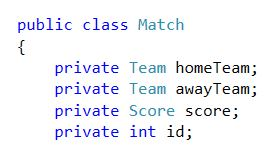 public class Match
{
    private Team homeTeam;
    private Team awayTeam;
    private Score score;
    private int id;